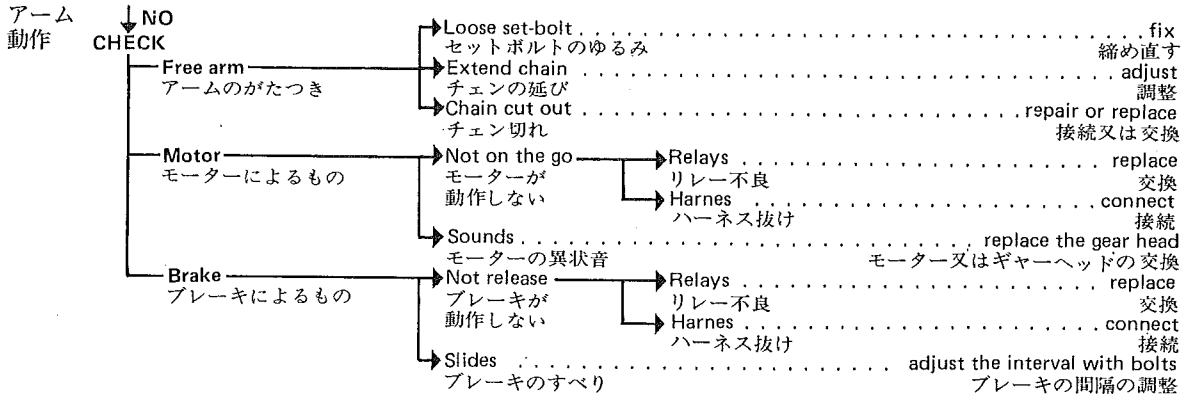 アーム
動作
NO
CHECK
Free arm
アームのがたつき
Loose set-bolt . . . . . . . . . . . . . . . . . . . . . . . . . . . . . . . . . . . . fix
セットボルトのゆるみ 締め直す
Extend chain . . . . . . . . . . . . . . . . . . . . . . . . . . . . . . . . adjust
チェンの延び 調整
Chain cut out . . . . . . . . . . . . . . . . . . . . . . . . . . . . repair or replace
チェン切れ 接続又は交換
Motor
モーターによるもの
Not on the go
モーターが
動作しない
Relays . . . . . . . . . . . . . . . . . . . . . . . . replace
リレー不良 交換
Harnes . . . . . . . . . . . . . . . . . . . . . . . . connect
ハーネス抜け 接続
Sounds . . . . . . . . . . . . . . . . . . . . . . . . . . . . replace the gear head
モーターの異状音 モーター又はギャーヘッドの交換
Brake
ブレーキによるもの
Not release
ブレーキが
動作しない
Relays . . . . . . . . . . . . . . . . . . . . . . . . replace
リレー不良 交換
Harnes . . . . . . . . . . . . . . . . . . . . . . . . connect
ハーネス抜け 接続
Slides . . . . . . . . . . . . . . . . . . . . . . . . adjust the interval with bolts
ブレーキのすべり ブレーキの間隔の調整